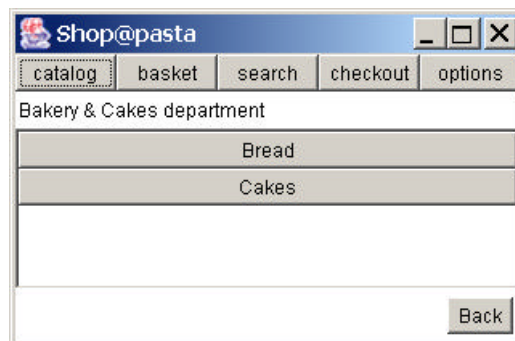 Shop@pasta
catalog basket search checkout options
Bakery & Cakes department
Bread
Cakes
Back